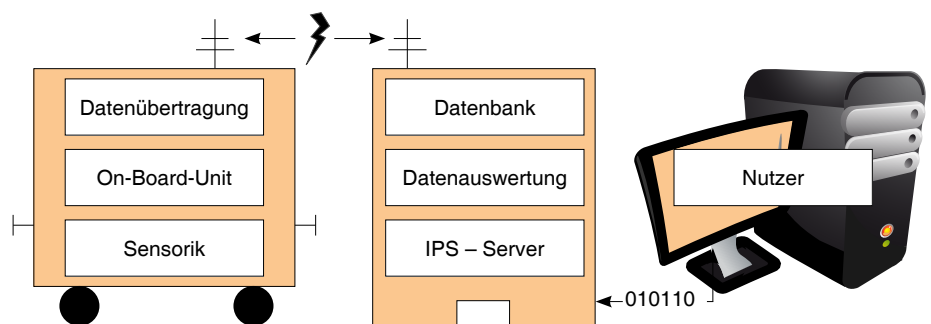 Datenübertragung
On-Board-Unit
Sensorik
Datenbank
Datenauswertung
IPS – Server
Nutzer
010110